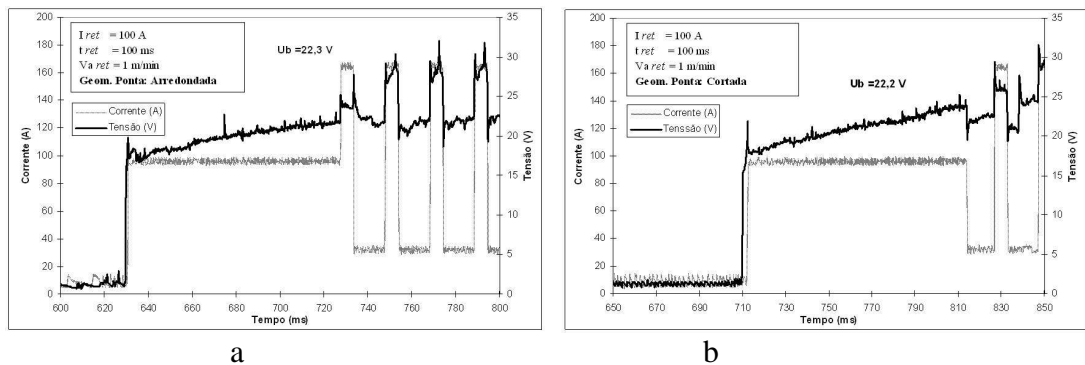 200
180
160
140
120
100
80
60
40
20
0
Corrente (A)
I ret = 100 A
t ret = 100 ms
Va ret = 1 m/min
Geom. Ponta: Arredondada
Corrente (A)
Tensão (V)
Ub =22,3 V
35
30
25
20
15
10
5
0
Tensão (V)
600 620 640 660 680 700 720 740 760 780 800
Tempo (ms)
a
200
180
160
140
120
100
80
60
40
20
0
Corrente (A)
I ret = 100 A
t ret = 100 ms
Va ret = 1 m/min
Geom. Ponta: Cortada
Corrente (A)
Tenssão (V)
Ub =22,2 V
35
30
25
20
15
10
5
0
Tensão (V)
650 670 690 710 730 750 770 790 810 830 850
Tempo (ms)
b